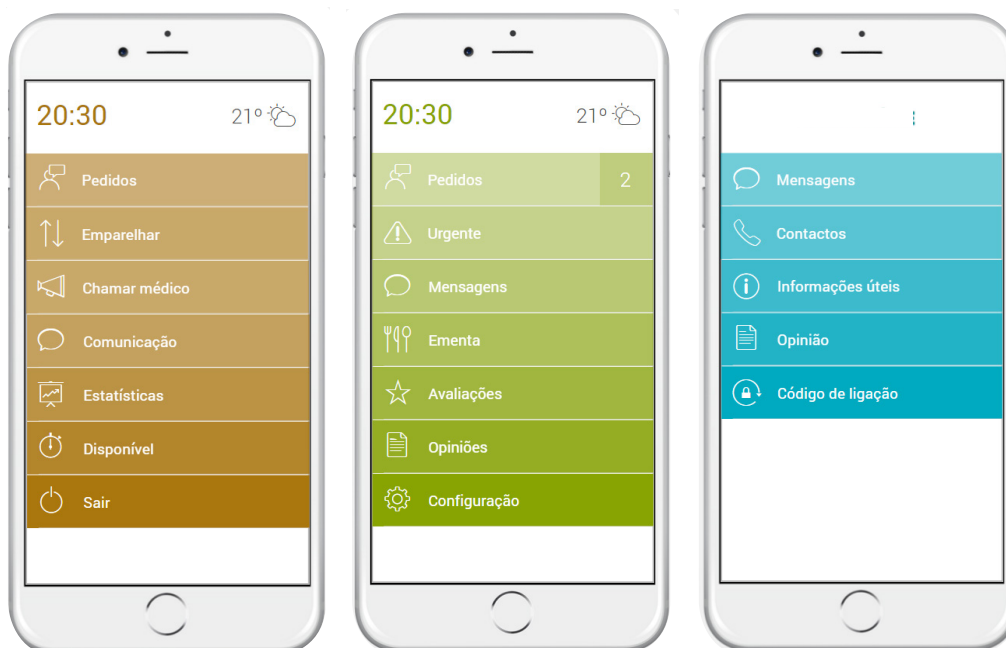 20:30
21º
Pedidos
Emparelhar
Chamar médico
Comunicação
Estatísticas
Disponível
Sair
20:30
21º
Pedidos
2
Urgente
Mensagens
Ementa
Avaliações
Opiniões
Configuração
Mensagens
Contactos
Informações úteis
Opinião
Código de ligação